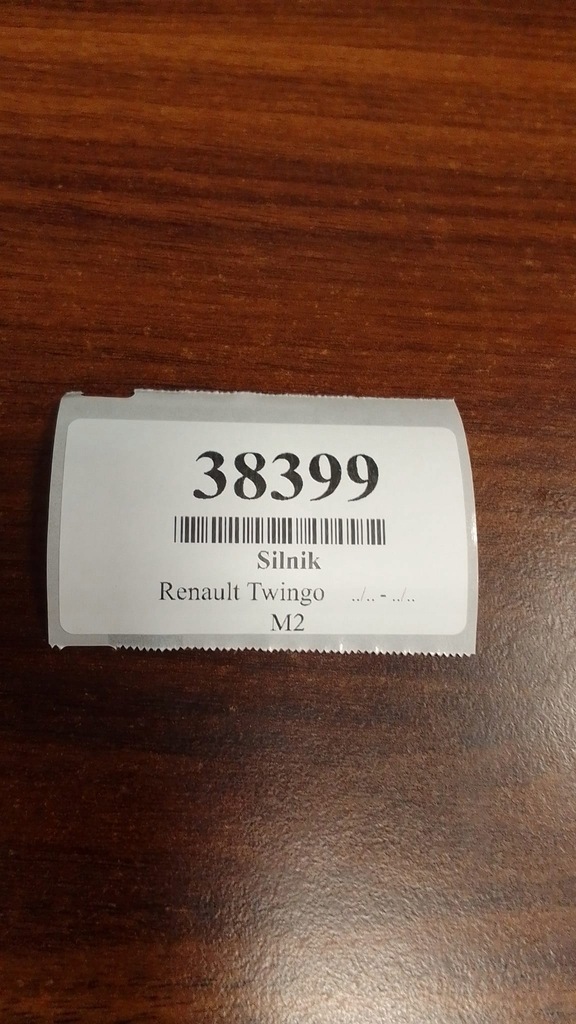 38399
Silnik
Renault Twingo ../.. - ../..
M2